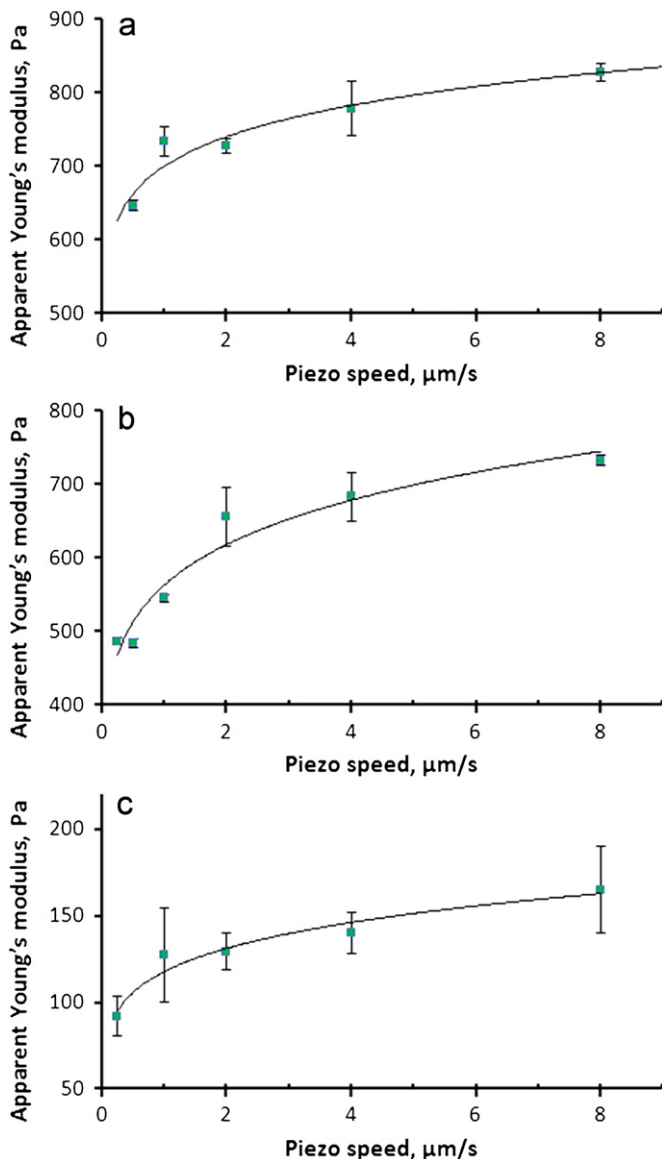 a
Apparent Young's modulus, Pa
900
800
700
600
500
0 2 4 6 8
Piezo speed, μm/s
b
Apparent Young's modulus, Pa
800
700
600
500
400
0 2 4 6 8
Piezo speed, μm/s
c
Apparent Young's modulus, Pa
200
150
100
50
0 2 4 6 8
Piezo speed, μm/s